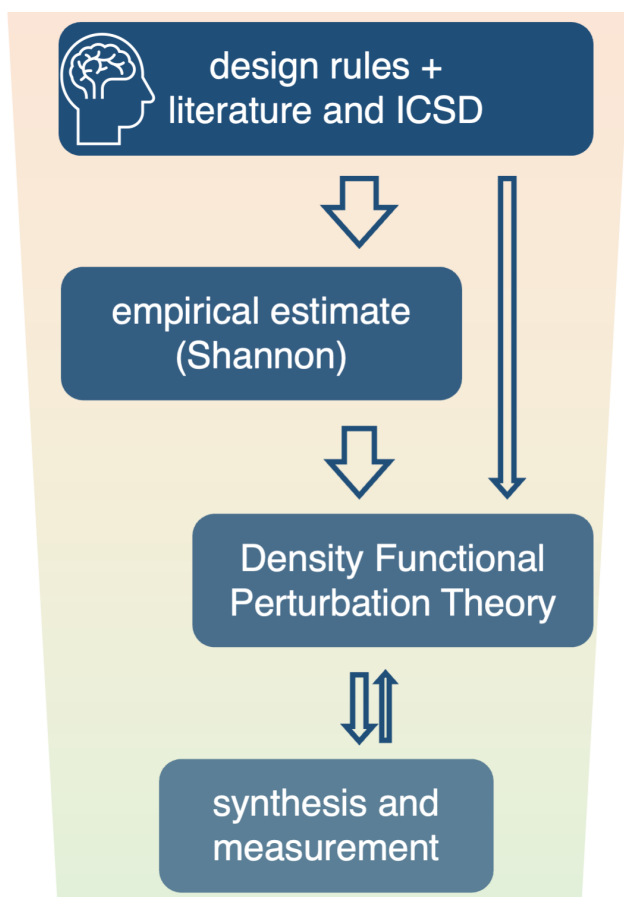 design rules +
literature and ICSD
empirical estimate
(Shannon)
Density Functional
Perturbation Theory
synthesis and
measurement